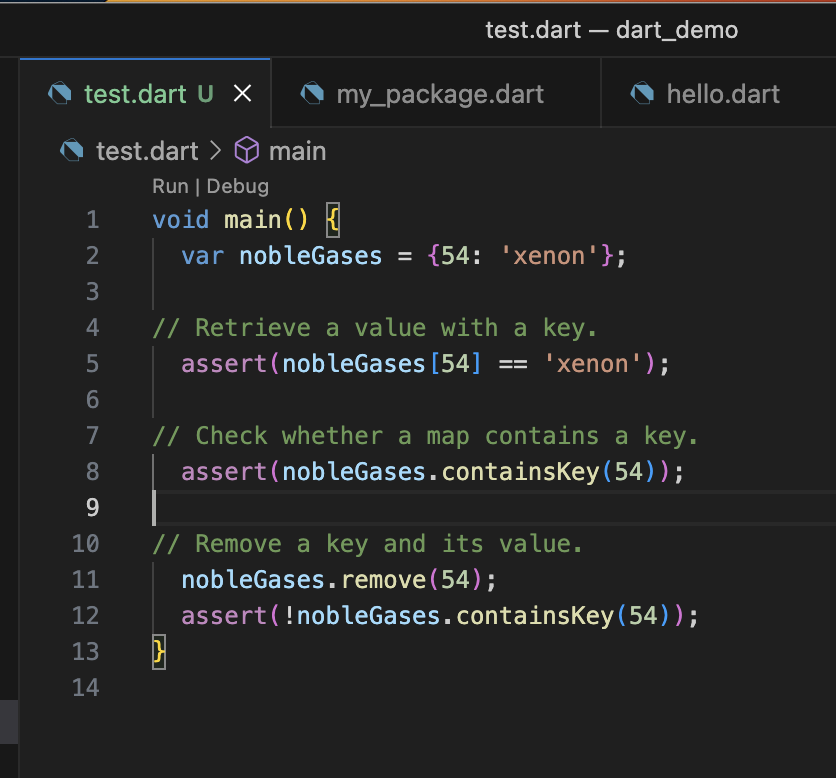 test.dart — dart_demo
test.dart U my_package.dart hello.dart
test.dart > main
Run | Debug
1 void main() {
2   var nobleGases = {54: 'xenon'};
3
4 // Retrieve a value with a key.
5   assert(nobleGases[54] == 'xenon');
6
7 // Check whether a map contains a key.
8   assert(nobleGases.containsKey(54));
9
10 // Remove a key and its value.
11   nobleGases.remove(54);
12   assert(!nobleGases.containsKey(54));
13 }
14